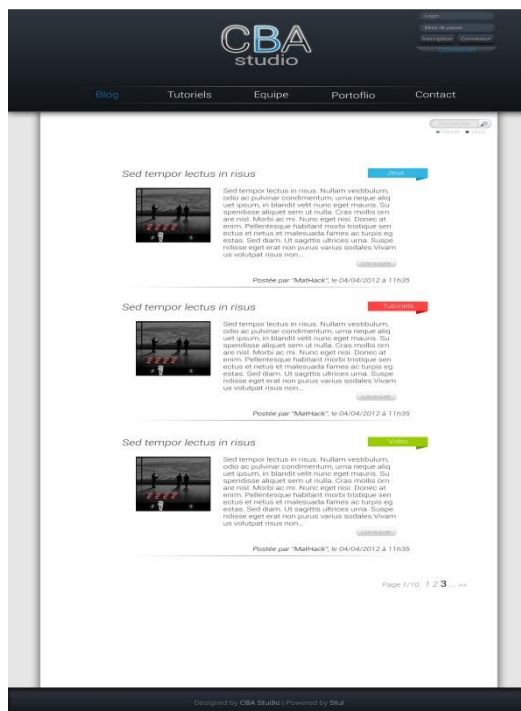 CBA
studio
Login
Mot de passe
Inscription Connexion
Blog Tutoriels Equipe Portoflio Contact
Rechercher
Sed tempor lectus in risus
Jeux
Sed tempor lectus in risus. Nullam vestibulum,
odio ac pulvinar condimentum, urna neque aliq
uet ipsum, in blandit velit nunc eget mauris. Su
spendisse aliquet sem ut nulla. Cras mollis orn
are nisl. Morbi ac mi. Nunc eget nisi. Donec at
enim. Pellentesque habitant morbi tristique sen
ectus et netus et malesuada fames ac turpis eg
estas. Sed diam. Ut sagittis ultrices urna. Suspe
ndisse eget erat non purus varius sodales.Vivam
us volutpat risus non...
Lire la suite
Postée par "MatHack", le 04/04/2012 à 11h35
Sed tempor lectus in risus
Tutoriels
Sed tempor lectus in risus. Nullam vestibulum,
odio ac pulvinar condimentum, urna neque aliq
uet ipsum, in blandit velit nunc eget mauris. Su
spendisse aliquet sem ut nulla. Cras mollis orn
are nisl. Morbi ac mi. Nunc eget nisi. Donec at
enim. Pellentesque habitant morbi tristique sen
ectus et netus et malesuada fames ac turpis eg
estas. Sed diam. Ut sagittis ultrices urna. Suspe
ndisse eget erat non purus varius sodales.Vivam
us volutpat risus non...
Lire la suite
Postée par "MatHack", le 04/04/2012 à 11h35
Sed tempor lectus in risus
Vidéo
Sed tempor lectus in risus. Nullam vestibulum,
odio ac pulvinar condimentum, urna neque aliq
uet ipsum, in blandit velit nunc eget mauris. Su
spendisse aliquet sem ut nulla. Cras mollis orn
are nisl. Morbi ac mi. Nunc eget nisi. Donec at
enim. Pellentesque habitant morbi tristique sen
ectus et netus et malesuada fames ac turpis eg
estas. Sed diam. Ut sagittis ultrices urna. Suspe
ndisse eget erat non purus varius sodales.Vivam
us volutpat risus non...
Lire la suite
Postée par "MatHack", le 04/04/2012 à 11h35
Page 1/10 1 2 3 ... >>
Designed by CBA Studio | Powered by Stul